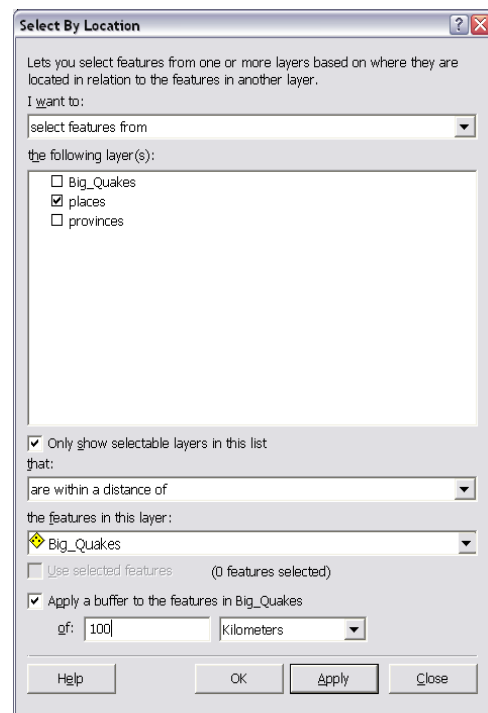 Select By Location
Lets you select features from one or more layers based on where they are
located in relation to the features in another layer.
I want to:
select features from
the following layer(s):
Big_Quakes
places
provinces
Only show selectable layers in this list
that:
are within a distance of
the features in this layer:
Big_Quakes
Use selected features (0 features selected)
Apply a buffer to the features in Big_Quakes
of: 100 Kilometers
Help OK Apply Close